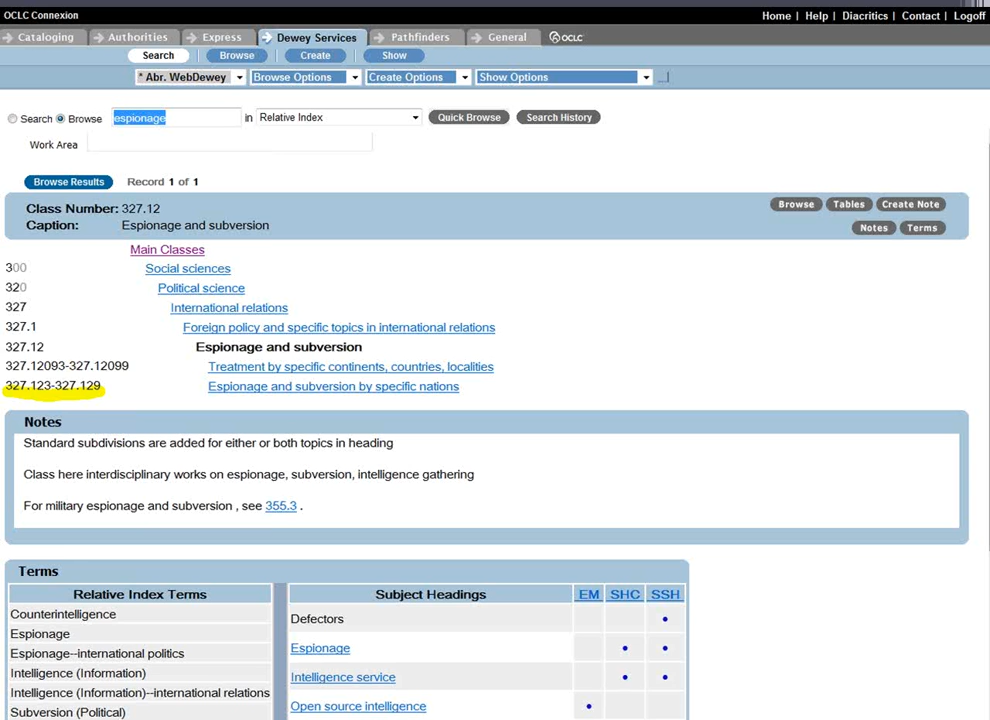 OCLC Connexion
Home | Help | Diacritics | Contact | Logoff
Cataloging Authorities Express Dewey Services Pathfinders General OCLC
Search Browse Create Show
* Abr. WebDewey Browse Options Create Options Show Options
Search Browse espionage in Relative Index Quick Browse Search History
Work Area
Browse Results Record 1 of 1
Class Number: 327.12 Browse Tables Create Note
Caption: Espionage and subversion Notes Terms
Main Classes
300 Social sciences
320 Political science
327 International relations
327.1 Foreign policy and specific topics in international relations
327.12 Espionage and subversion
327.12093-327.12099 Treatment by specific continents, countries, localities
327.123-327.129 Espionage and subversion by specific nations
Notes
Standard subdivisions are added for either or both topics in heading
Class here interdisciplinary works on espionage, subversion, intelligence gathering
For military espionage and subversion , see 355.3 .
Terms
Relative Index Terms
Counterintelligence
Espionage
Espionage--international politics
Intelligence (Information)
Intelligence (Information)--international relations
Subversion (Political)
Subject Headings EM SHC SSH
Defectors •
Espionage • •
Intelligence service • •
Open source intelligence •